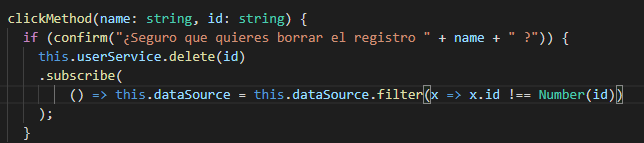 clickMethod(name: string, id: string) {
if (confirm("¿Seguro que quieres borrar el registro " + name + " ?")) {
this.userService.delete(id)
.subscribe(
() => this.dataSource = this.dataSource.filter(x => x.id !== Number(id))
);
}